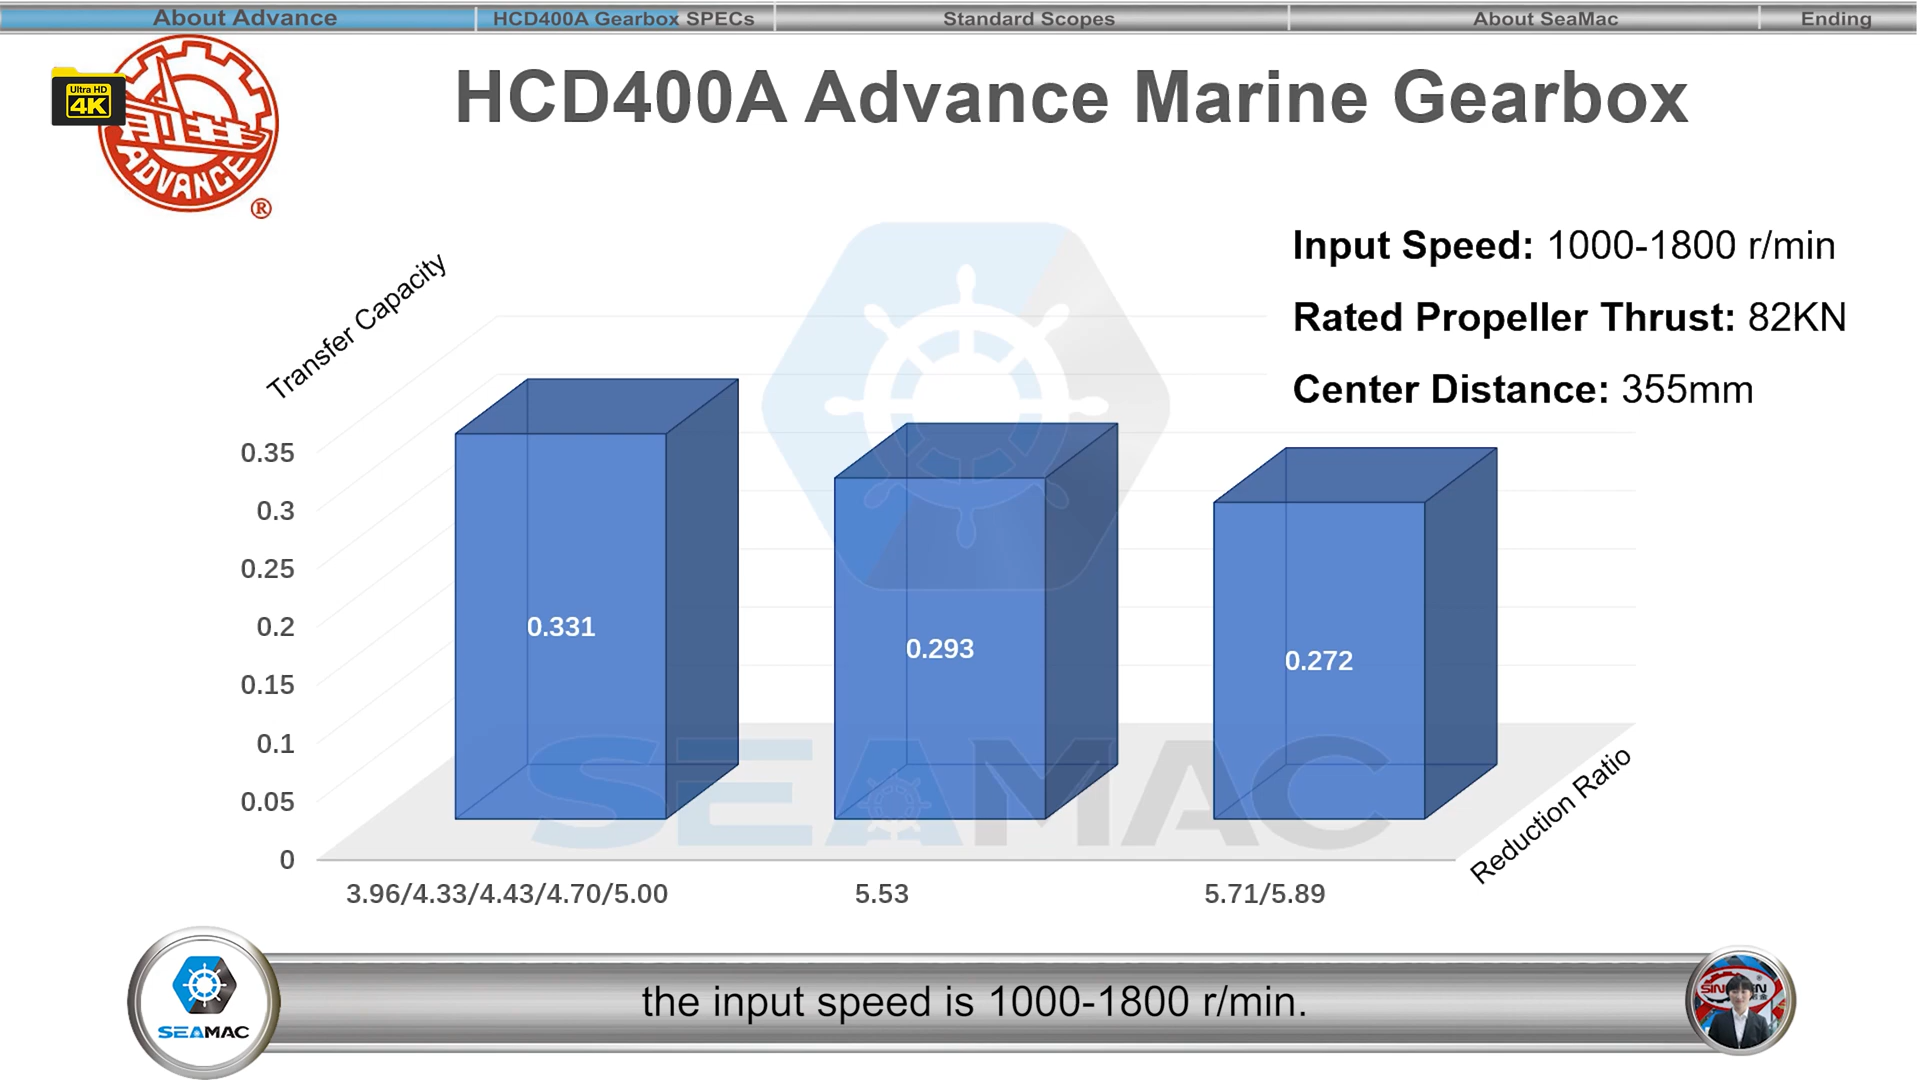 About Advance
HCD400A Gearbox SPECs
Standard Scopes
About SeaMac
Ending
Ultra HD
4K
前进
ADVANCE
®
HCD400A Advance Marine Gearbox
Input Speed: 1000-1800 r/min
Rated Propeller Thrust: 82KN
Center Distance: 355mm
Transfer Capacity
0.35
0.3
0.25
0.2
0.15
0.1
0.05
0
0.331
0.293
0.272
SEAMAC
3.96/4.33/4.43/4.70/5.00
5.53
5.71/5.89
Reduction Ratio
SEAMAC
the input speed is 1000-1800 r/min.